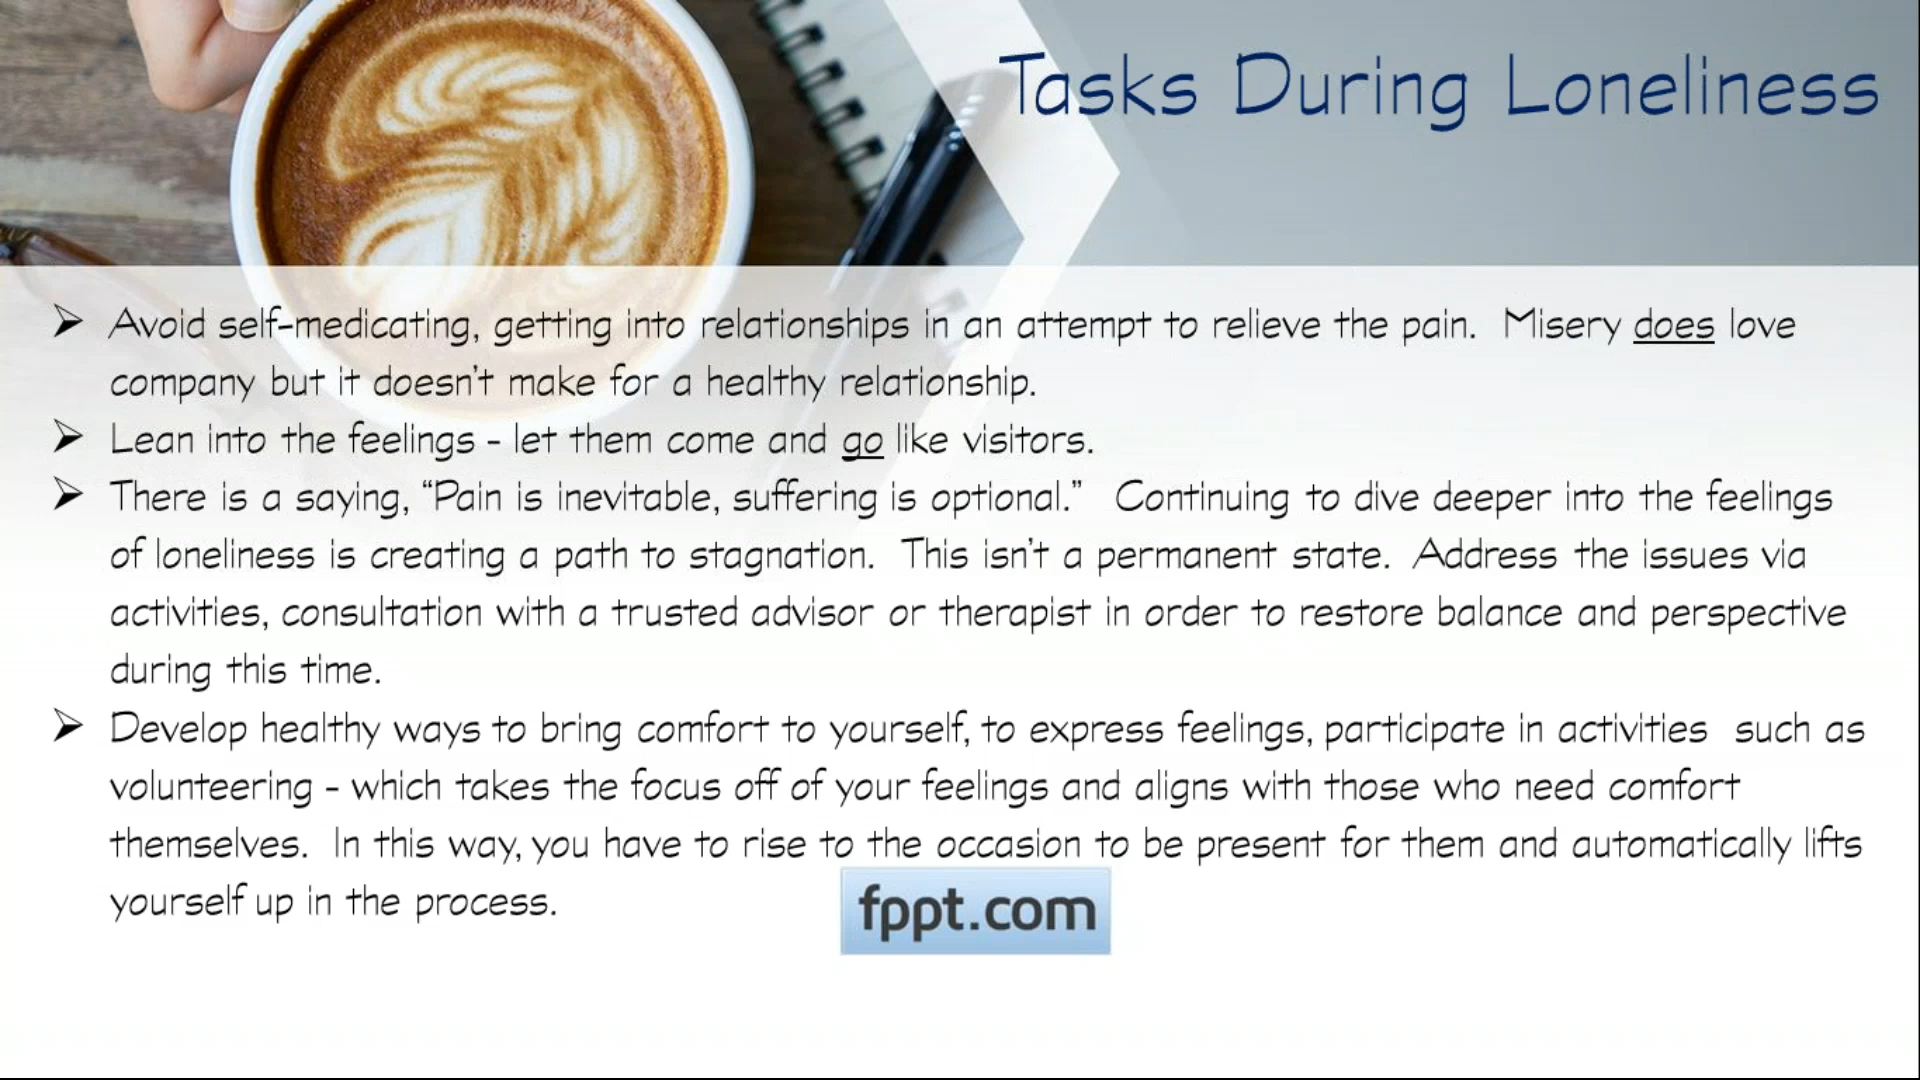 Tasks During Loneliness
➢ Avoid self-medicating, getting into relationships in an attempt to relieve the pain.  Misery does love
company but it doesn't make for a healthy relationship.
➢ Lean into the feelings - let them come and go like visitors.
➢ There is a saying, “Pain is inevitable, suffering is optional.”  Continuing to dive deeper into the feelings
of loneliness is creating a path to stagnation.  This isn't a permanent state.  Address the issues via
activities, consultation with a trusted advisor or therapist in order to restore balance and perspective
during this time.
➢ Develop healthy ways to bring comfort to yourself, to express feelings, participate in activities  such as
volunteering - which takes the focus off of your feelings and aligns with those who need comfort
themselves.  In this way, you have to rise to the occasion to be present for them and automatically lifts
yourself up in the process.
fppt.com